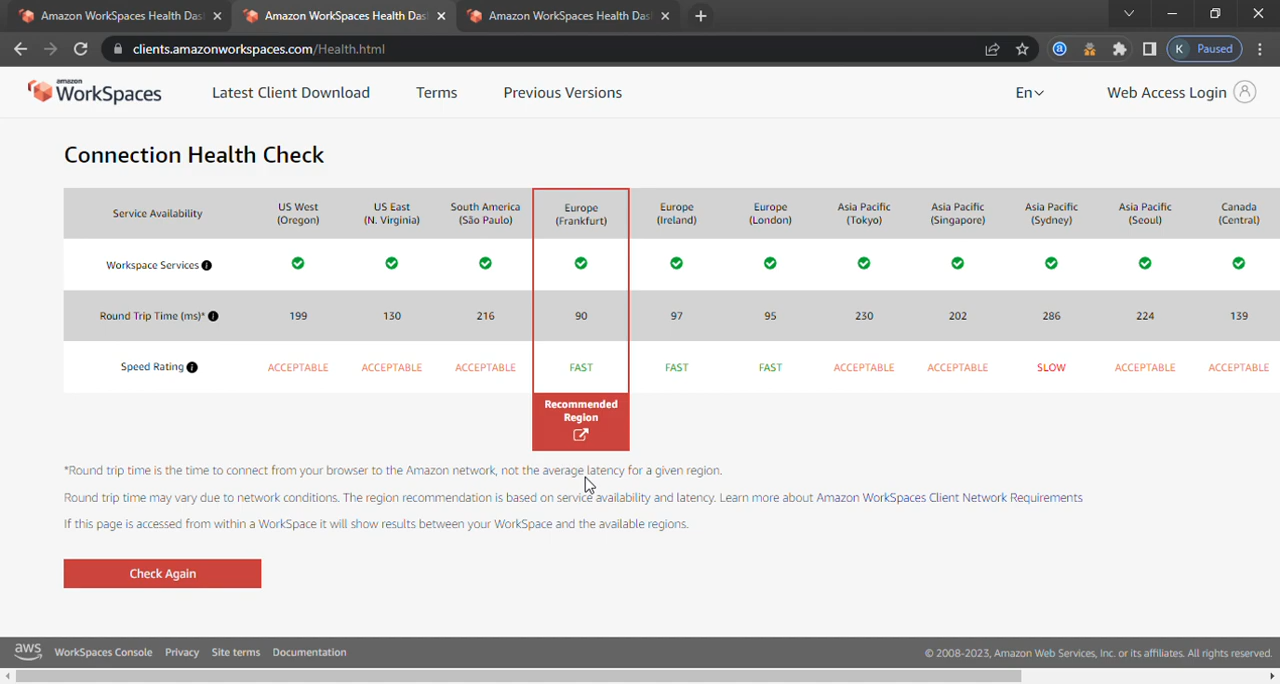 Amazon WorkSpaces Health Das
Amazon WorkSpaces Health Das
Amazon WorkSpaces Health Das
clients.amazonworkspaces.com/Health.html
K Paused
amazon
WorkSpaces
Latest Client Download
Terms
Previous Versions
En
Web Access Login
Connection Health Check
Service Availability
US West (Oregon)
US East (N. Virginia)
South America (São Paulo)
Europe (Frankfurt)
Europe (Ireland)
Europe (London)
Asia Pacific (Tokyo)
Asia Pacific (Singapore)
Asia Pacific (Sydney)
Asia Pacific (Seoul)
Canada (Central)
Workspace Services
Round Trip Time (ms)* 199 130 216 90 97 95 230 202 286 224 139
Speed Rating ACCEPTABLE ACCEPTABLE ACCEPTABLE FAST FAST FAST ACCEPTABLE ACCEPTABLE SLOW ACCEPTABLE ACCEPTABLE
Recommended
Region
*Round trip time is the time to connect from your browser to the Amazon network, not the average latency for a given region.
Round trip time may vary due to network conditions. The region recommendation is based on service availability and latency. Learn more about Amazon WorkSpaces Client Network Requirements
If this page is accessed from within a WorkSpace it will show results between your WorkSpace and the available regions.
Check Again
aws WorkSpaces Console Privacy Site terms Documentation
© 2008-2023, Amazon Web Services, Inc. or its affiliates. All rights reserved.